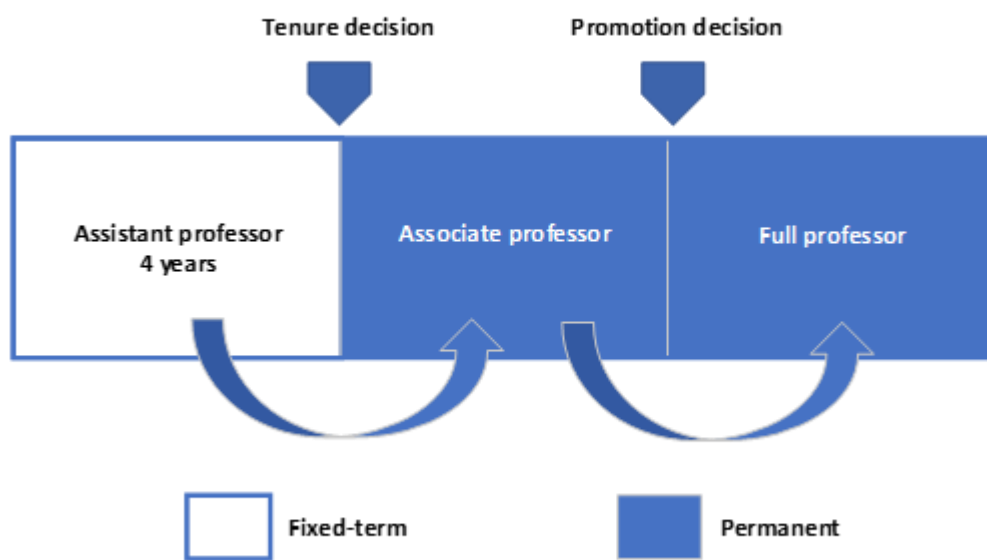 Tenure decision
Promotion decision
Assistant professor
4 years
Associate professor
Full professor
Fixed-term
Permanent